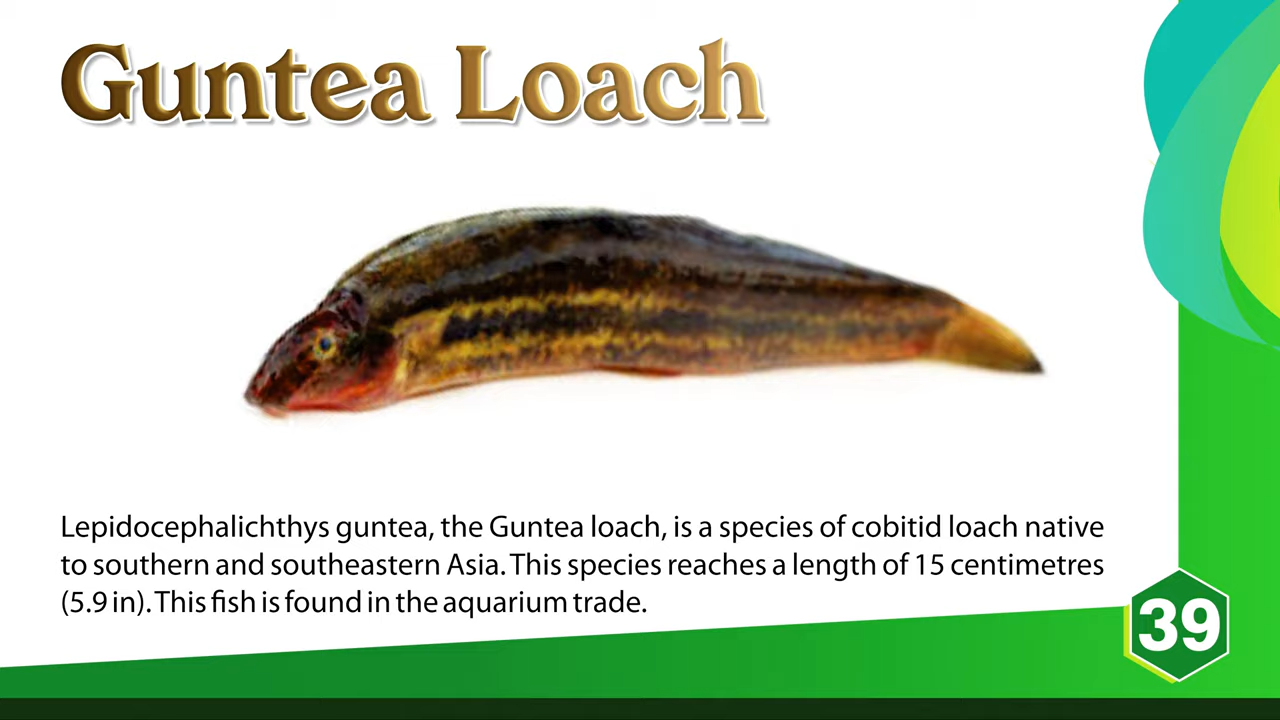 Guntea Loach
Lepidocephalichthys guntea, the Guntea loach, is a species of cobitid loach native
to southern and southeastern Asia. This species reaches a length of 15 centimetres
(5.9 in). This fish is found in the aquarium trade.
39